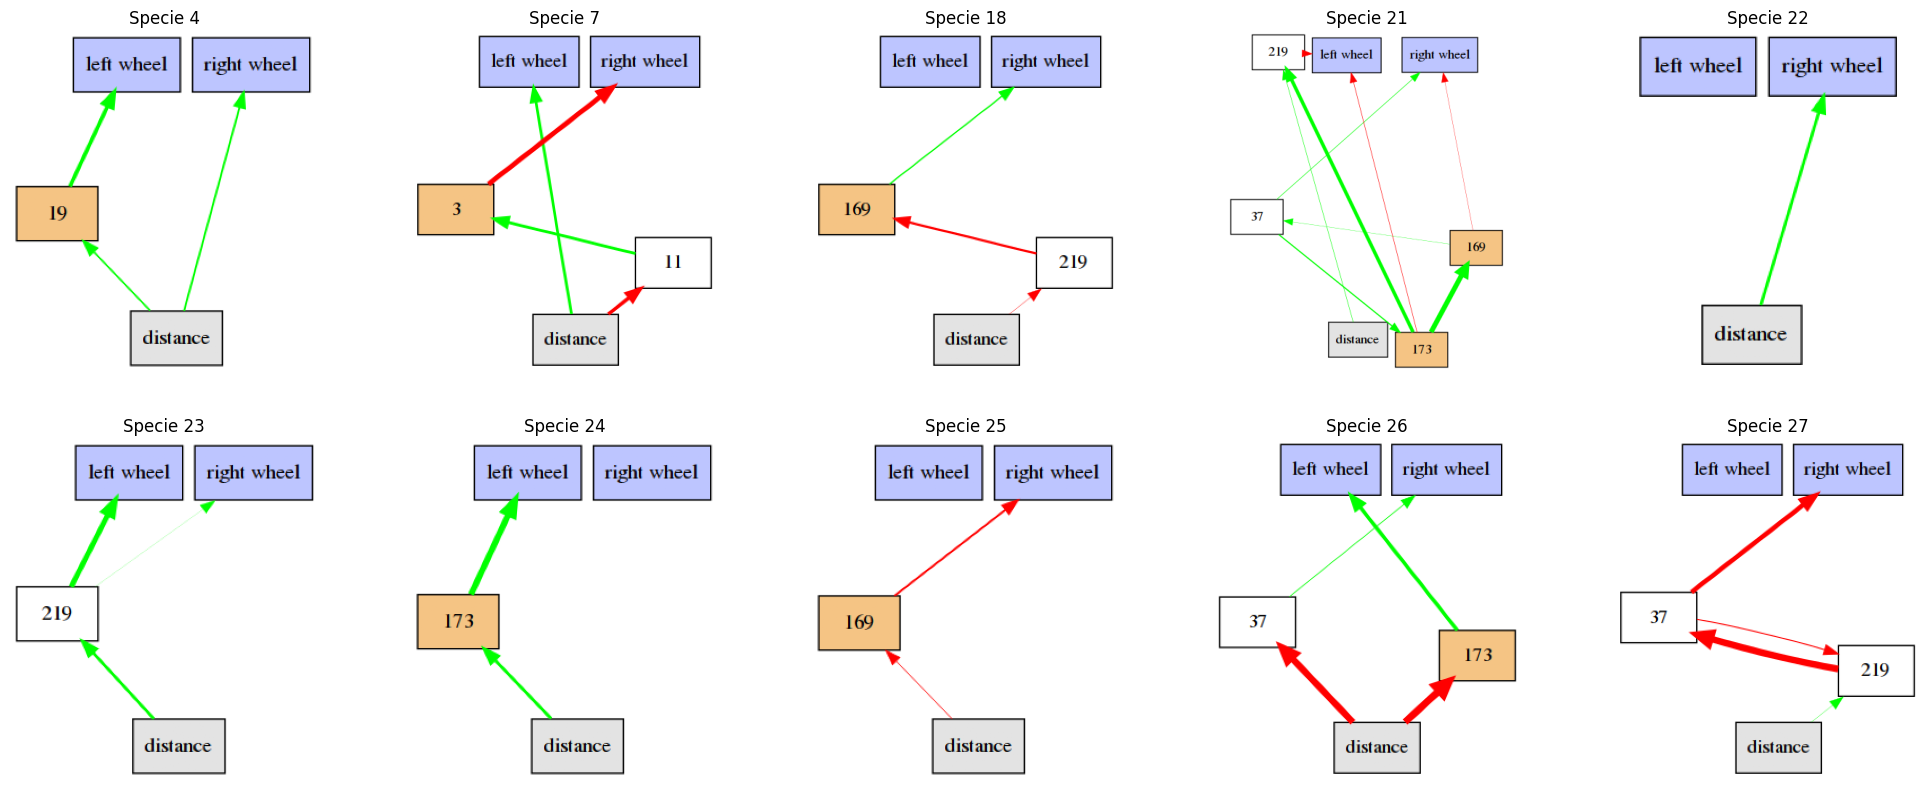 Specie 4
left wheel
right wheel
19
distance
Specie 7
left wheel
right wheel
3
11
distance
Specie 18
left wheel
right wheel
169
219
distance
Specie 21
219
left wheel
right wheel
37
169
distance
173
Specie 22
left wheel
right wheel
distance
Specie 23
left wheel
right wheel
219
distance
Specie 24
left wheel
right wheel
173
distance
Specie 25
left wheel
right wheel
169
distance
Specie 26
left wheel
right wheel
37
173
distance
Specie 27
left wheel
right wheel
37
219
distance